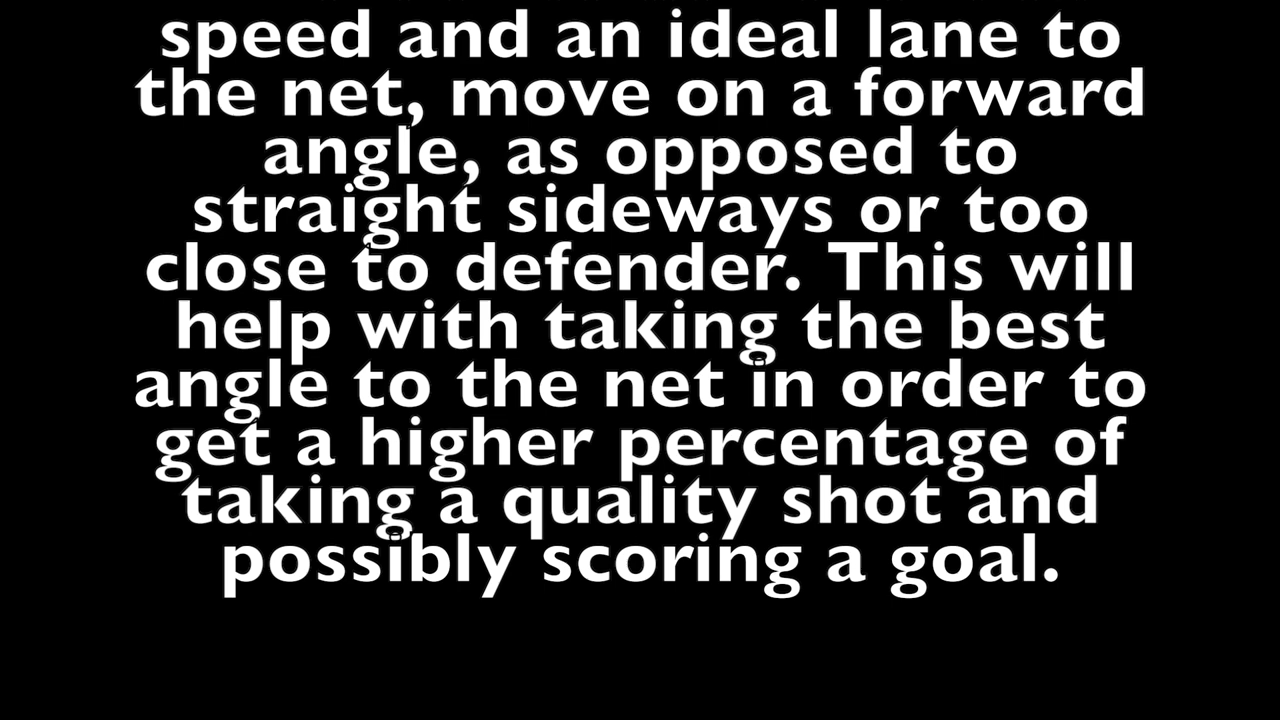 speed and an ideal lane to
the net, move on a forward
angle, as opposed to
straight sideways or too
close to defender. This will
help with taking the best
angle to the net in order to
get a higher percentage of
taking a quality shot and
possibly scoring a goal.